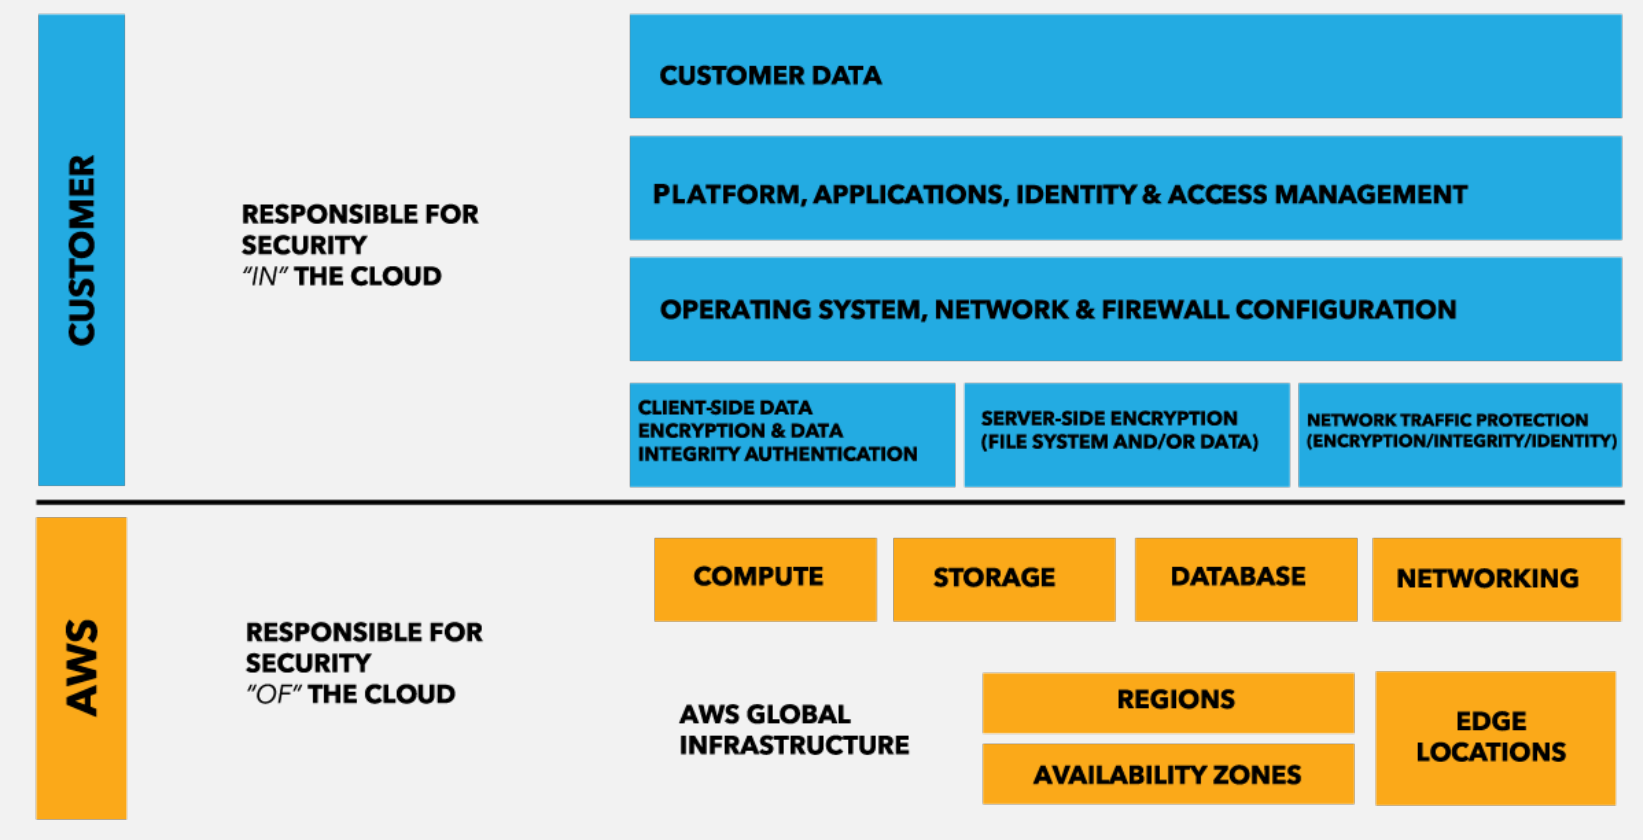 CUSTOMER
RESPONSIBLE FOR
SECURITY
"IN" THE CLOUD
CUSTOMER DATA
PLATFORM, APPLICATIONS, IDENTITY & ACCESS MANAGEMENT
OPERATING SYSTEM, NETWORK & FIREWALL CONFIGURATION
CLIENT-SIDE DATA
ENCRYPTION & DATA
INTEGRITY AUTHENTICATION
SERVER-SIDE ENCRYPTION
(FILE SYSTEM AND/OR DATA)
NETWORK TRAFFIC PROTECTION
(ENCRYPTION/INTEGRITY/IDENTITY)
AWS
RESPONSIBLE FOR
SECURITY
"OF" THE CLOUD
COMPUTE
STORAGE
DATABASE
NETWORKING
AWS GLOBAL
INFRASTRUCTURE
REGIONS
AVAILABILITY ZONES
EDGE
LOCATIONS